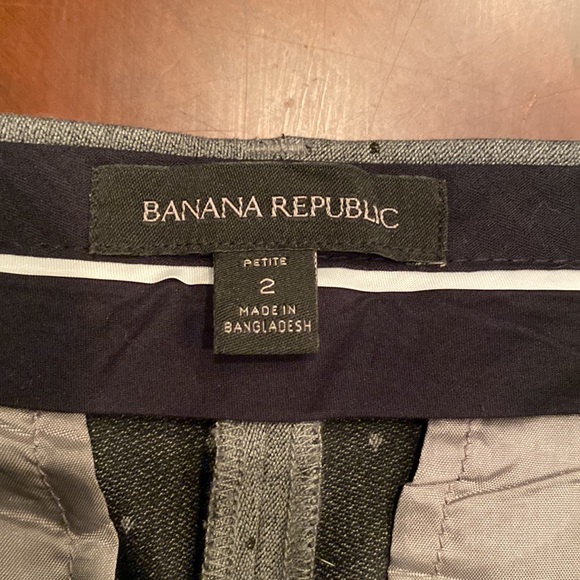 BANANA REPUBLIC
PETITE
2
MADE IN
BANGLADESH